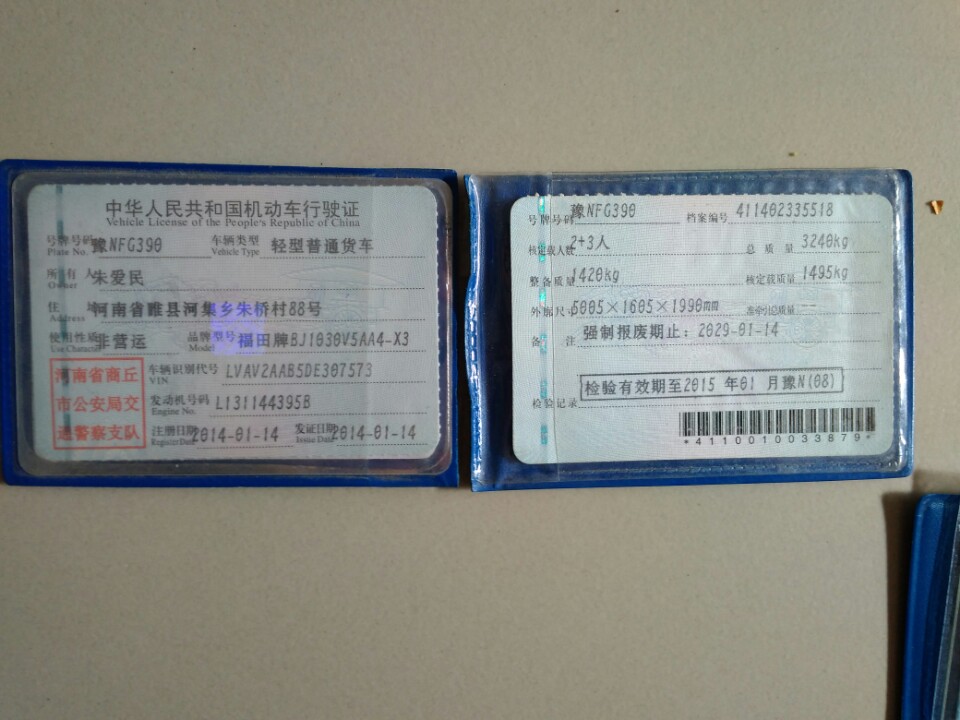 中华人民共和国机动车行驶证
Vehicle License of the People's Republic of China
号牌号码 豫NFG390 车辆类型 轻型普通货车
Plate No. Vehicle Type
所有人 朱爱民
Owner
住址 河南省睢县河集乡朱桥村88号
Address
使用性质 非营运 品牌型号 福田牌BJ1030V5AA4-X3
Use Character Model
河南省商丘
市公安局交
通警察支队
车辆识别代号 LVAV2AAB5DE307573
VIN
发动机号码 L131144395B
Engine No.
注册日期 2014-01-14 发证日期 2014-01-14
Register Date Issue Date
号牌号码 豫NFG390 档案编号 411402335518
核定载人数 2+3人 总质量 3240kg
整备质量 1420kg 核定载质量 1495kg
外廓尺寸 5005×1605×1990mm 准牵引总质量 --
备注 强制报废期止：2029-01-14
检验有效期至2015 年01 月豫N(08)
检验记录
*4110010033879*